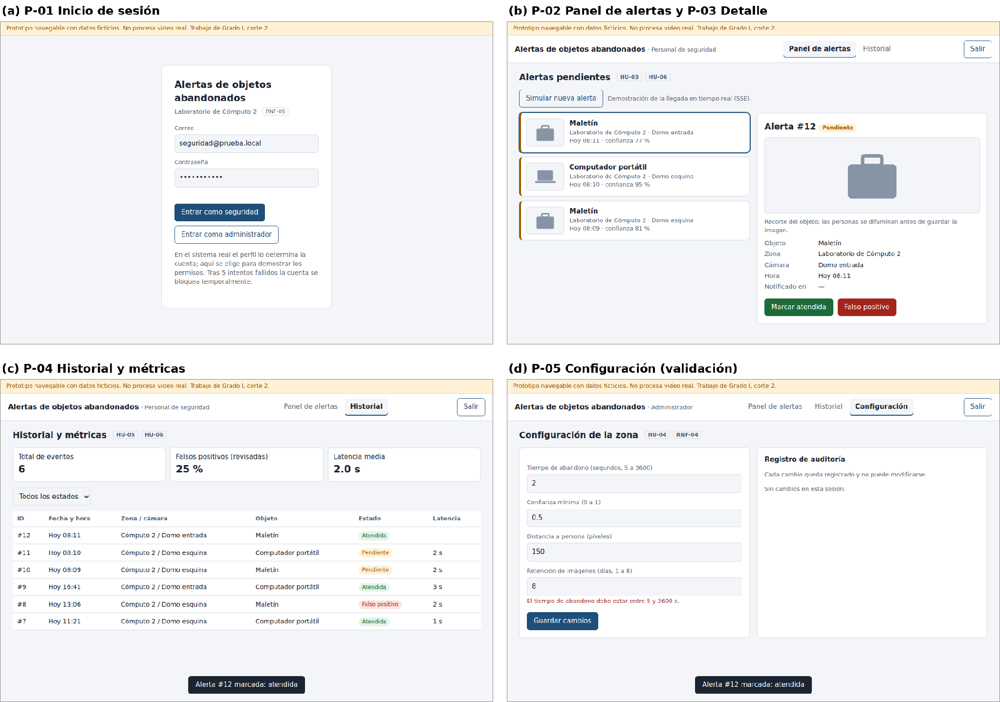 (a) P-01 Inicio de sesión
Prototipo navegable con datos ficticios. No procesa video real. Trabajo de Grado I, corte 2.
Alertas de objetos
abandonados
Laboratorio de Cómputo 2 RNF-05
Correo
seguridad@prueba.local
Contraseña
•••••••••••
Entrar como seguridad
Entrar como administrador
En el sistema real el perfil lo determina la
cuenta; aquí se elige para demostrar los
permisos. Tras 5 intentos fallidos la cuenta se
bloquea temporalmente.
(b) P-02 Panel de alertas y P-03 Detalle
Prototipo navegable con datos ficticios. No procesa video real. Trabajo de Grado I, corte 2.
Alertas de objetos abandonados · Personal de seguridad Panel de alertas Historial Salir
Alertas pendientes HU-03 HU-06
Simular nueva alerta Demostración de la llegada en tiempo real (SSE).
Maletín
Laboratorio de Cómputo 2 · Domo entrada
Hoy 08:11 · confianza 77 %
Computador portátil
Laboratorio de Cómputo 2 · Domo esquina
Hoy 08:10 · confianza 95 %
Maletín
Laboratorio de Cómputo 2 · Domo esquina
Hoy 08:09 · confianza 81 %
Alerta #12 Pendiente
Recorte del objeto; las personas se difuminan antes de guardar la
imagen.
Objeto Maletín
Zona Laboratorio de Cómputo 2
Cámara Domo entrada
Hora Hoy 08:11
Notificado en —
Marcar atendida Falso positivo
(c) P-04 Historial y métricas
Prototipo navegable con datos ficticios. No procesa video real. Trabajo de Grado I, corte 2.
Alertas de objetos abandonados · Personal de seguridad Panel de alertas Historial Salir
Historial y métricas HU-05 HU-06
Total de eventos
6
Falsos positivos (revisadas)
25 %
Latencia media
2.0 s
Todos los estados
ID Fecha y hora Zona / cámara Objeto Estado Latencia
#12 Hoy 08:11 Cómputo 2 / Domo entrada Maletín Atendida
#11 Hoy 08:10 Cómputo 2 / Domo esquina Computador portátil Pendiente 2 s
#10 Hoy 08:09 Cómputo 2 / Domo esquina Maletín Pendiente 2 s
#9 Hoy 16:41 Cómputo 2 / Domo entrada Computador portátil Atendida 3 s
#8 Hoy 13:06 Cómputo 2 / Domo esquina Maletín Falso positivo 2 s
#7 Hoy 11:21 Cómputo 2 / Domo esquina Computador portátil Atendida 1 s
Alerta #12 marcada: atendida
(d) P-05 Configuración (validación)
Prototipo navegable con datos ficticios. No procesa video real. Trabajo de Grado I, corte 2.
Alertas de objetos abandonados · Administrador Panel de alertas Historial Configuración Salir
Configuración de la zona HU-04 RNF-04
Tiempo de abandono (segundos, 5 a 3600)
2
Confianza mínima (0 a 1)
0.5
Distancia a persona (píxeles)
150
Retención de imágenes (días, 1 a 8)
8
El tiempo de abandono debe estar entre 5 y 3600 s.
Guardar cambios
Registro de auditoría
Cada cambio queda registrado y no puede modificarse.
Sin cambios en esta sesión.
Alerta #12 marcada: atendida